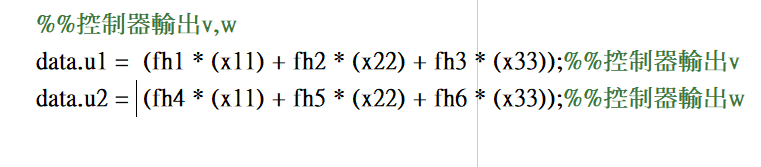 %%控制器輸出v,w
data.u1 = (fh1 * (x11) + fh2 * (x22) + fh3 * (x33));%%控制器輸出v
data.u2 = (fh4 * (x11) + fh5 * (x22) + fh6 * (x33));%%控制器輸出w